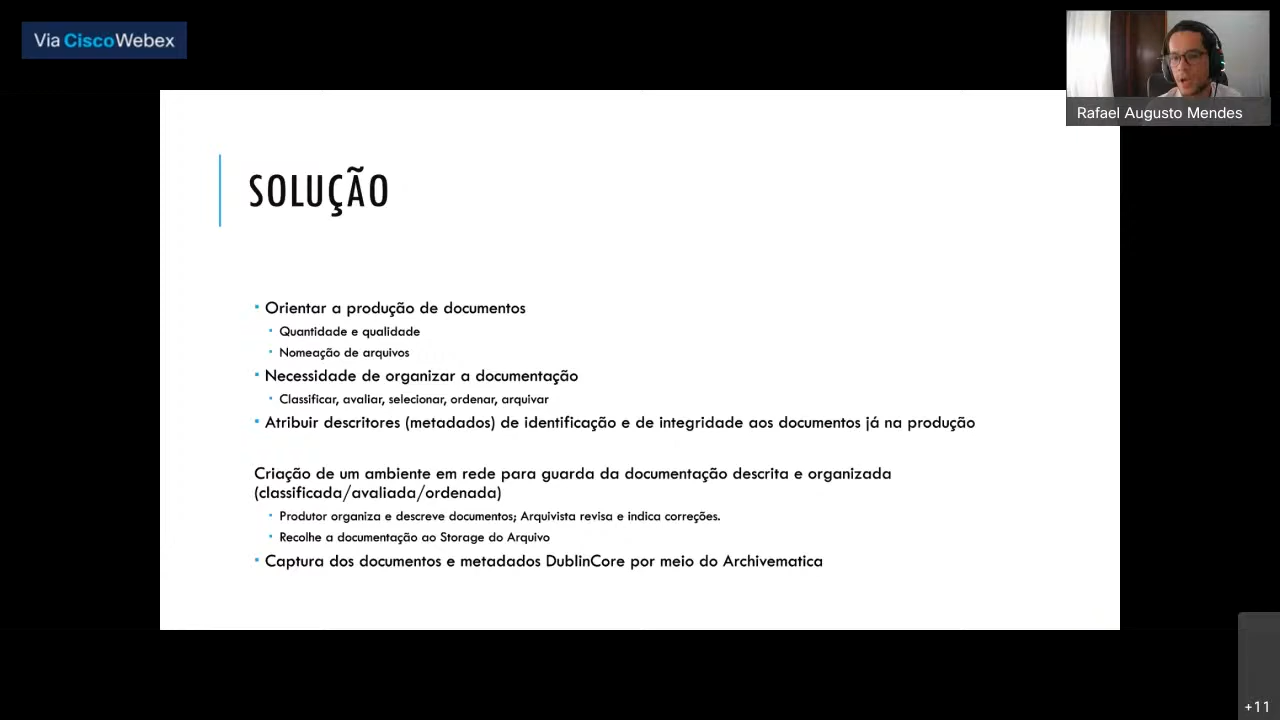 Via CiscoWebex
Rafael Augusto Mendes
SOLUÇÃO
Orientar a produção de documentos
Quantidade e qualidade
Nomeação de arquivos
Necessidade de organizar a documentação
Classificar, avaliar, selecionar, ordenar, arquivar
Atribuir descritores (metadados) de identificação e de integridade aos documentos já na produção
Criação de um ambiente em rede para guarda da documentação descrita e organizada
(classificada/avaliada/ordenada)
Produtor organiza e descreve documentos; Arquivista revisa e indica correções.
Recolhe a documentação ao Storage do Arquivo
Captura dos documentos e metadados DublinCore por meio do Archivematica
+11